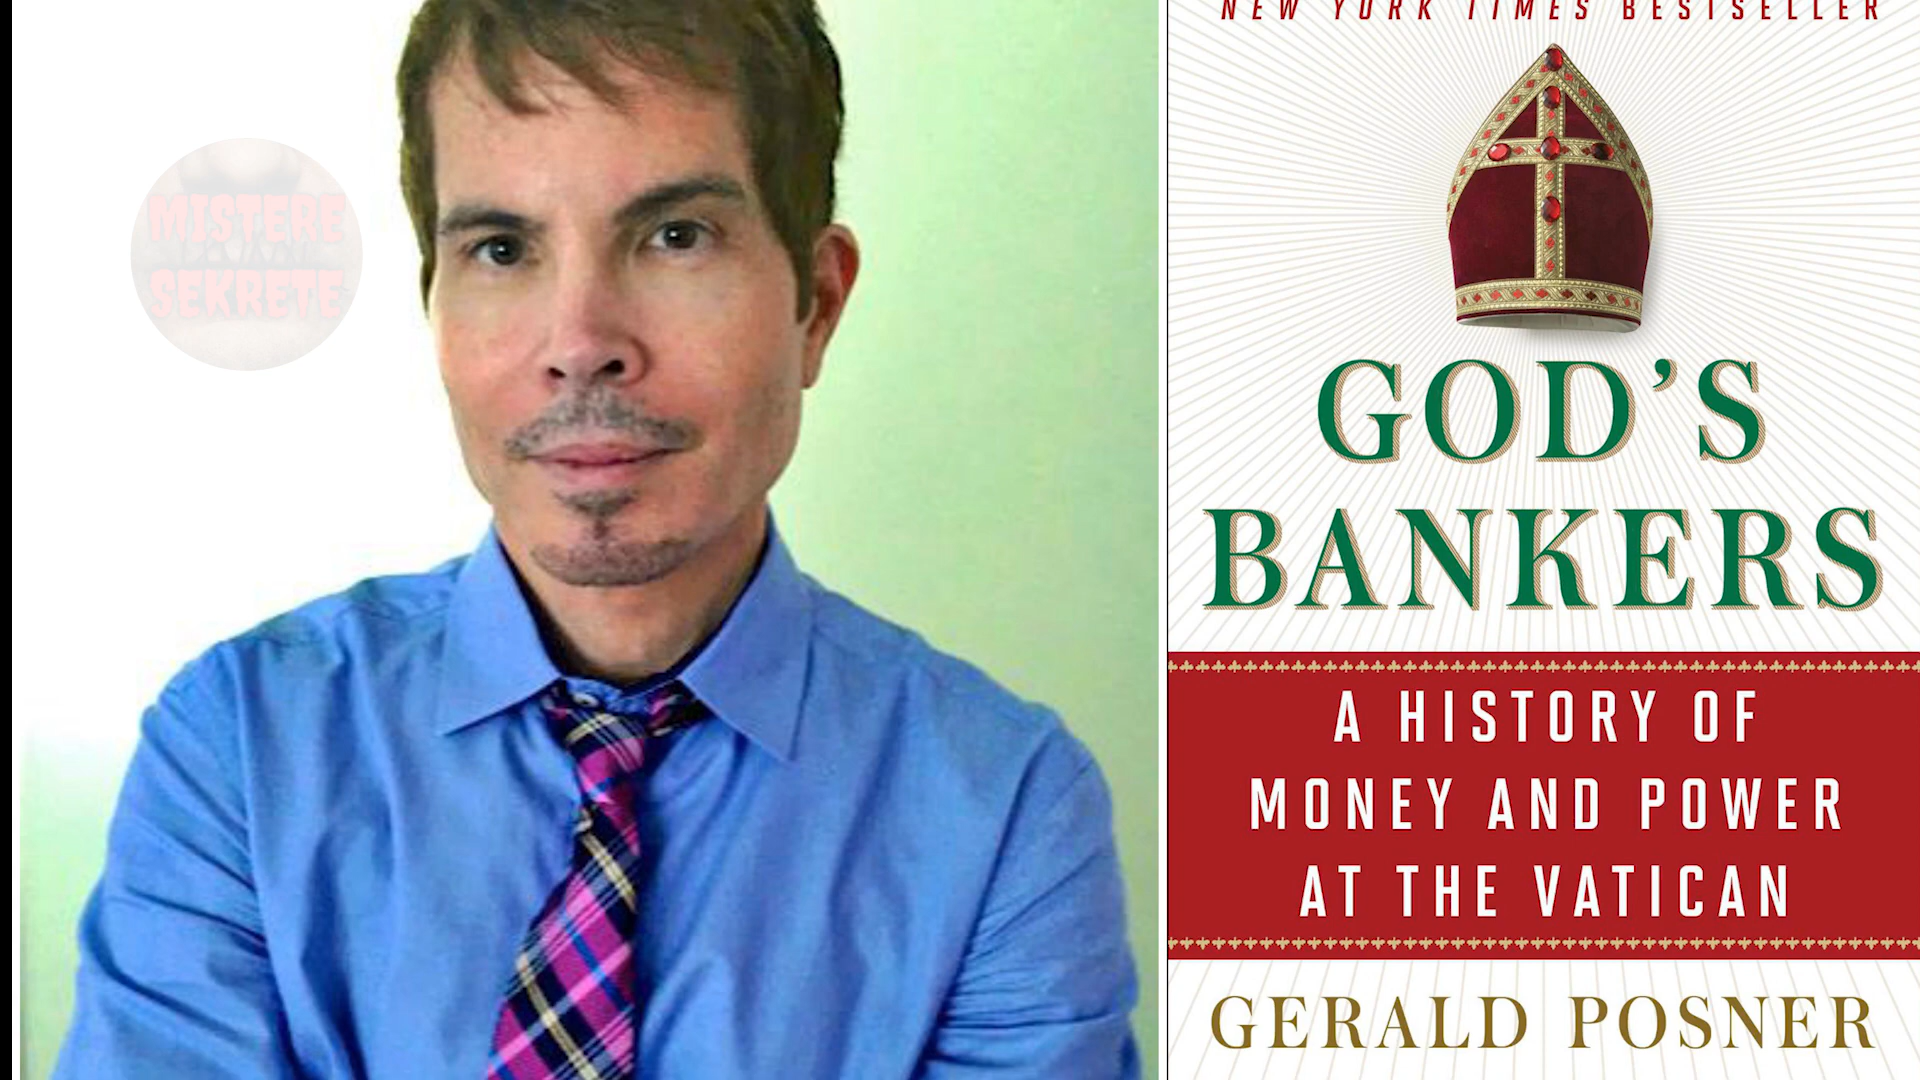 MISTERE
SEKRETE
NEW YORK TIMES BESTSELLER
GOD'S
BANKERS
A HISTORY OF
MONEY AND POWER
AT THE VATICAN
GERALD POSNER